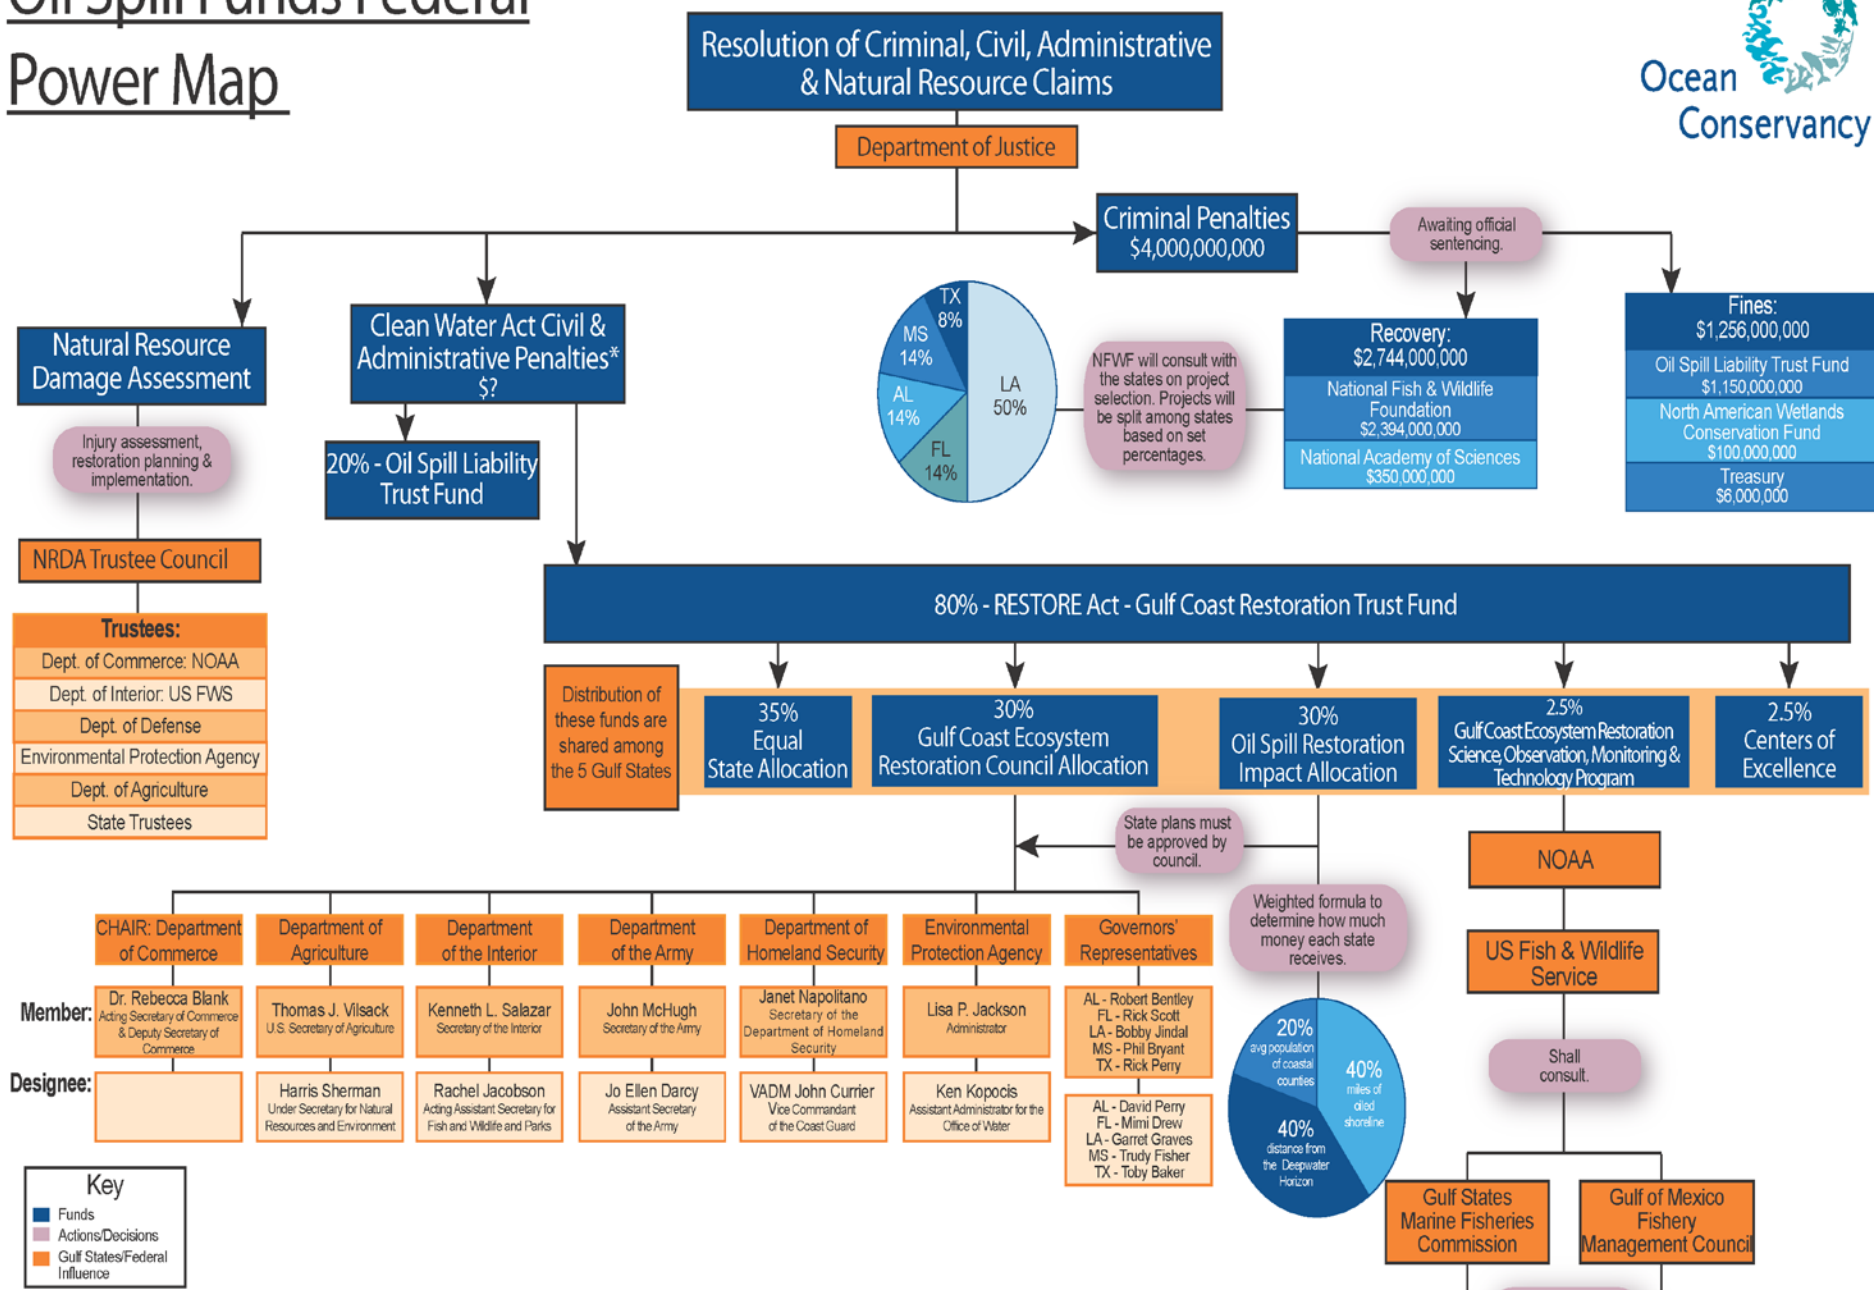 Oil Spill Funds Federal
Power Map
Ocean
Conservancy
Resolution of Criminal, Civil, Administrative
& Natural Resource Claims
Department of Justice
Criminal Penalties
$4,000,000,000
Awaiting official
sentencing.
Natural Resource
Damage Assessment
Injury assessment,
restoration planning &
implementation.
NRDA Trustee Council
Trustees:
Dept. of Commerce: NOAA
Dept. of Interior: US FWS
Dept. of Defense
Environmental Protection Agency
Dept. of Agriculture
State Trustees
Clean Water Act Civil &
Administrative Penalties*
$?
20% - Oil Spill Liability
Trust Fund
TX
8%
MS
14%
AL
14%
FL
14%
LA
50%
NFWF will consult with
the states on project
selection. Projects will
be split among states
based on set
percentages.
Recovery:
$2,744,000,000
National Fish & Wildlife
Foundation
$2,394,000,000
National Academy of Sciences
$350,000,000
Fines:
$1,256,000,000
Oil Spill Liability Trust Fund
$1,150,000,000
North American Wetlands
Conservation Fund
$100,000,000
Treasury
$6,000,000
80% - RESTORE Act - Gulf Coast Restoration Trust Fund
Distribution of
these funds are
shared among
the 5 Gulf States
35%
Equal
State Allocation
30%
Gulf Coast Ecosystem
Restoration Council Allocation
30%
Oil Spill Restoration
Impact Allocation
2.5%
Gulf Coast Ecosystem Restoration
Science, Observation, Monitoring &
Technology Program
2.5%
Centers of
Excellence
State plans must
be approved by
council.
Weighted formula to
determine how much
money each state
receives.
20%
avg population
of coastal
counties
40%
miles of
oiled
shoreline
40%
distance from
the Deepwater
Horizon
NOAA
US Fish & Wildlife
Service
Shall
consult.
Gulf States
Marine Fisheries
Commission
Gulf of Mexico
Fishery
Management Council
CHAIR: Department
of Commerce
Department of
Agriculture
Department
of the Interior
Department
of the Army
Department of
Homeland Security
Environmental
Protection Agency
Governors'
Representatives
Member:
Dr. Rebecca Blank
Acting Secretary of Commerce
& Deputy Secretary of
Commerce
Thomas J. Vilsack
U.S. Secretary of Agriculture
Kenneth L. Salazar
Secretary of the Interior
John McHugh
Secretary of the Army
Janet Napolitano
Secretary of the
Department of Homeland
Security
Lisa P. Jackson
Administrator
AL - Robert Bentley
FL - Rick Scott
LA - Bobby Jindal
MS - Phil Bryant
TX - Rick Perry
Designee:
Harris Sherman
Under Secretary for Natural
Resources and Environment
Rachel Jacobson
Acting Assistant Secretary for
Fish and Wildlife and Parks
Jo Ellen Darcy
Assistant Secretary
of the Army
VADM John Currier
Vice Commandant
of the Coast Guard
Ken Kopocis
Assistant Administrator for the
Office of Water
AL - David Perry
FL - Mimi Drew
LA - Garret Graves
MS - Trudy Fisher
TX - Toby Baker
Key
Funds
Actions/Decisions
Gulf States/Federal
Influence